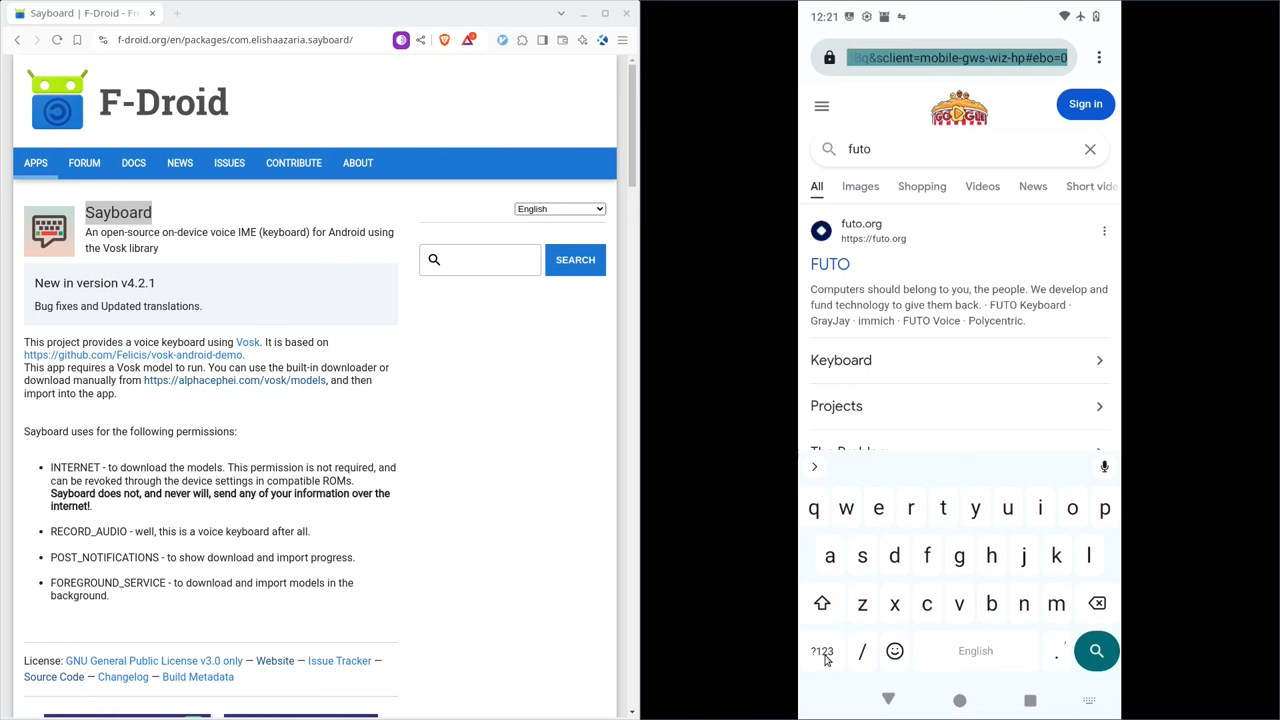 Sayboard | F-Droid - Fr
f-droid.org/en/packages/com.elishaazaria.sayboard/
F-Droid
APPS FORUM DOCS NEWS ISSUES CONTRIBUTE ABOUT
Sayboard
An open-source on-device voice IME (keyboard) for Android using
the Vosk library
English
SEARCH
New in version v4.2.1
Bug fixes and Updated translations.
This project provides a voice keyboard using Vosk. It is based on
https://github.com/Felicis/vosk-android-demo.
This app requires a Vosk model to run. You can use the built-in downloader or
download manually from https://alphacephei.com/vosk/models, and then
import into the app.
Sayboard uses for the following permissions:
• INTERNET - to download the models. This permission is not required, and
can be revoked through the device settings in compatible ROMs.
Sayboard does not, and never will, send any of your information over the
internet!.
• RECORD_AUDIO - well, this is a voice keyboard after all.
• POST_NOTIFICATIONS - to show download and import progress.
• FOREGROUND_SERVICE - to download and import models in the
background.
License: GNU General Public License v3.0 only — Website — Issue Tracker —
Source Code — Changelog — Build Metadata
12:21
8q&sclient=mobile-gws-wiz-hp#ebo=0
GOOGLE
Sign in
futo
All Images Shopping Videos News Short vide
futo.org
https://futo.org
FUTO
Computers should belong to you, the people. We develop and
fund technology to give them back. · FUTO Keyboard ·
GrayJay · immich · FUTO Voice · Polycentric.
Keyboard
Projects
The Problem
q w e r t y u i o p
a s d f g h j k l
z x c v b n m
?123 / English . '